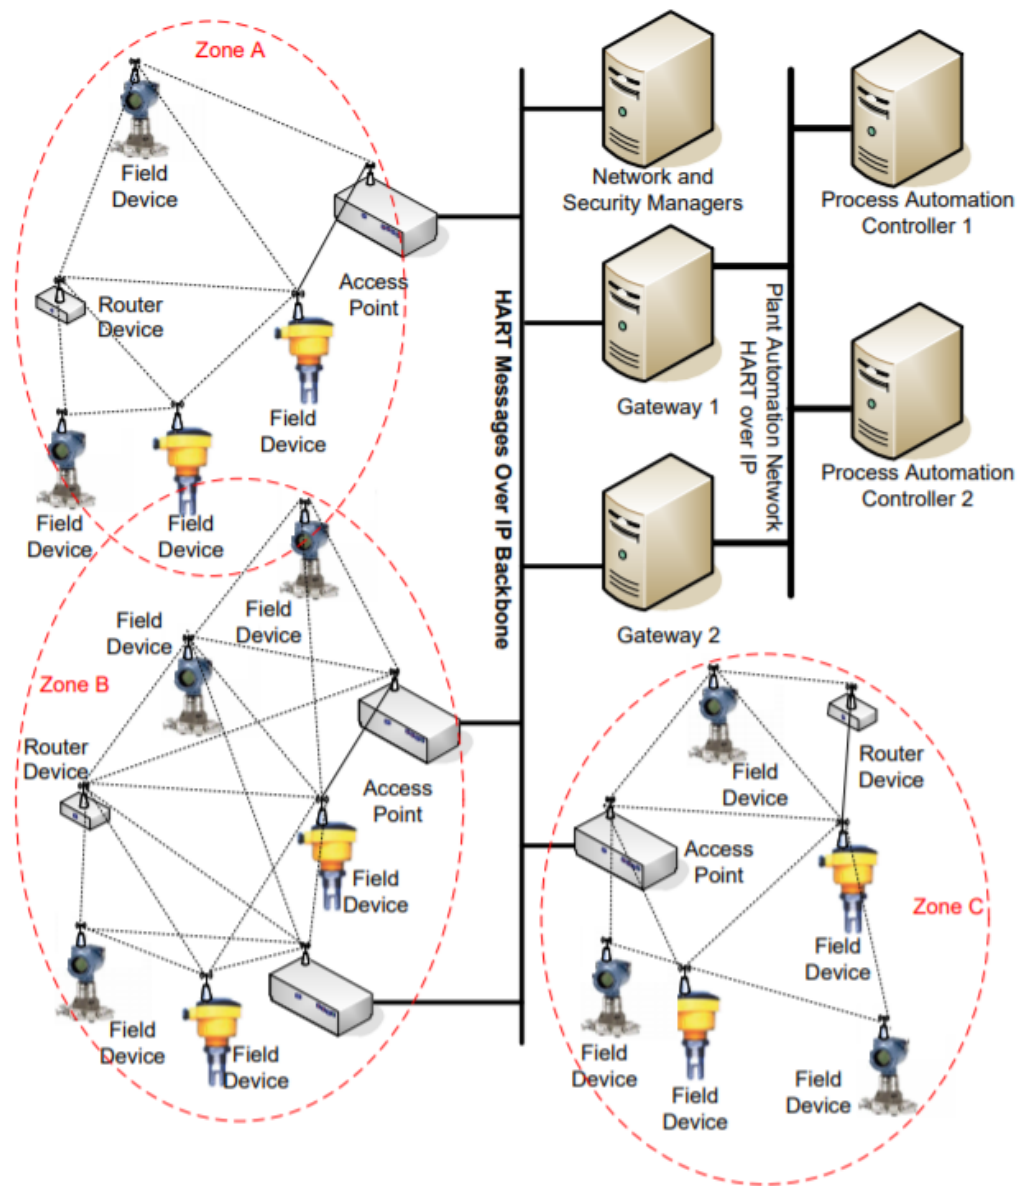 Zone A
Field
Device
Router
Device
Access
Point
Field
Device
Field
Device
Field
Device
Network and
Security Managers
Process Automation
Controller 1
Gateway 1
Process Automation
Controller 2
Gateway 2
HART Messages Over IP Backbone
Plant Automation Network
HART over IP
Zone B
Field
Device
Field
Device
Router
Device
Access
Point
Field
Device
Field
Device
Field
Device
Zone C
Field
Device
Router
Device
Access
Point
Field
Device
Field
Device
Field
Device
Field
Device